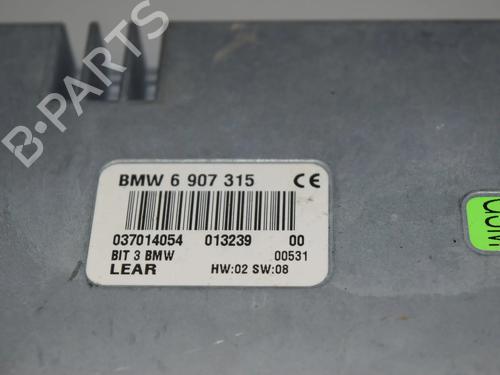 B-PARTS
BMW 6 907 315 CE
037014054 013239 00
BIT 3 BMW 00531
LEAR HW:02 SW:08